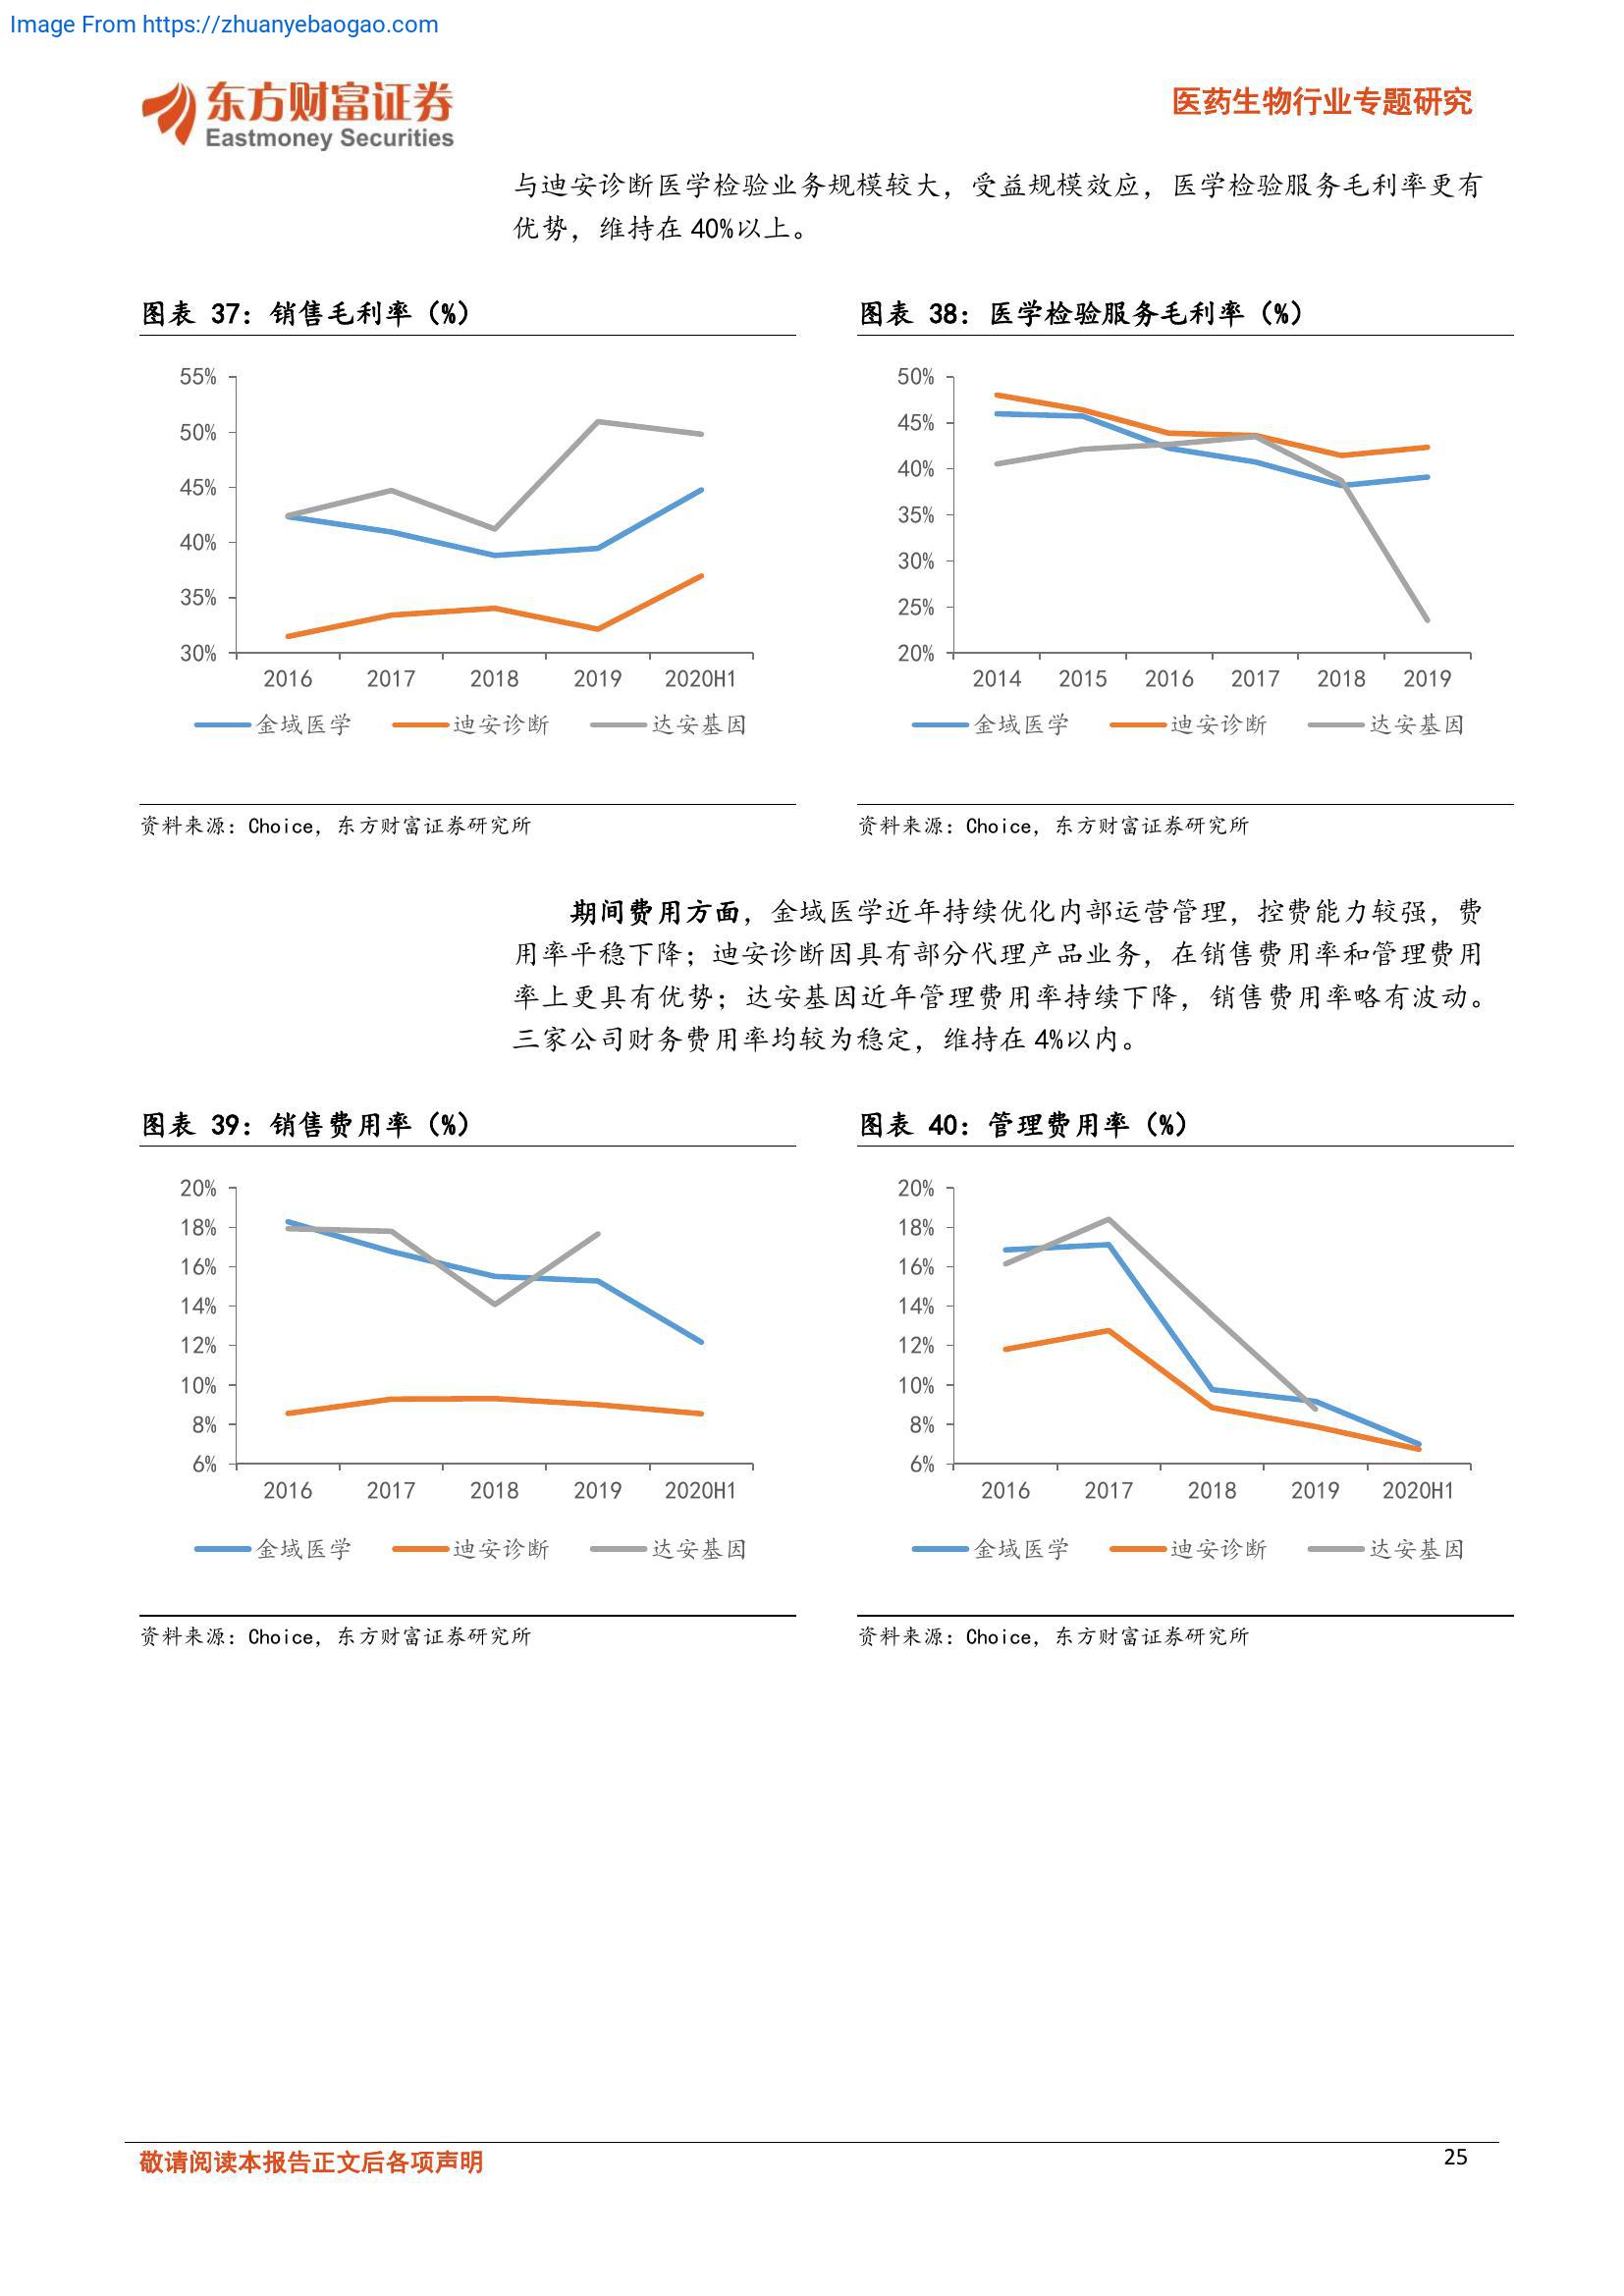 Image From https://zhuanyebaogao.com
东方财富证券
Eastmoney Securities
医药生物行业专题研究
与迪安诊断医学检验业务规模较大，受益规模效应，医学检验服务毛利率更有
优势，维持在 40%以上。
图表 37：销售毛利率（%）
55%
50%
45%
40%
35%
30%
2016 2017 2018 2019 2020H1
金域医学 迪安诊断 达安基因
资料来源：Choice，东方财富证券研究所
图表 38：医学检验服务毛利率（%）
50%
45%
40%
35%
30%
25%
20%
2014 2015 2016 2017 2018 2019
金域医学 迪安诊断 达安基因
资料来源：Choice，东方财富证券研究所
期间费用方面，金域医学近年持续优化内部运营管理，控费能力较强，费
用率平稳下降；迪安诊断因具有部分代理产品业务，在销售费用率和管理费用
率上更具有优势；达安基因近年管理费用率持续下降，销售费用率略有波动。
三家公司财务费用率均较为稳定，维持在 4%以内。
图表 39：销售费用率（%）
20%
18%
16%
14%
12%
10%
8%
6%
2016 2017 2018 2019 2020H1
金域医学 迪安诊断 达安基因
资料来源：Choice，东方财富证券研究所
图表 40：管理费用率（%）
20%
18%
16%
14%
12%
10%
8%
6%
2016 2017 2018 2019 2020H1
金域医学 迪安诊断 达安基因
资料来源：Choice，东方财富证券研究所
敬请阅读本报告正文后各项声明
25